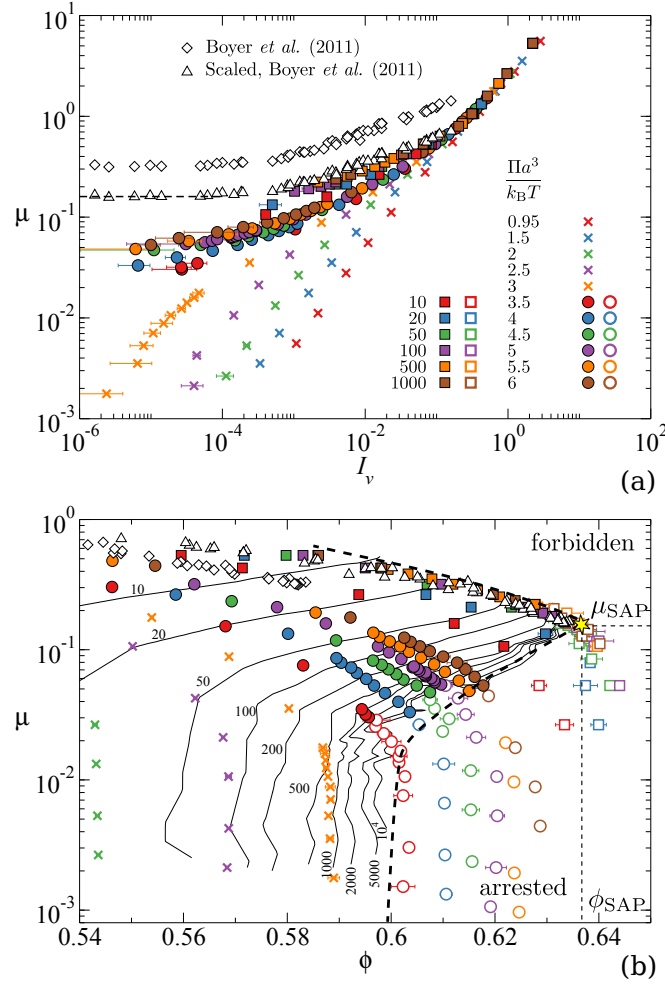 10^1
10^0
10^-1
10^-2
10^-3
μ
◇ Boyer et al. (2011)
△ Scaled, Boyer et al. (2011)
Πa^3
k_BT
0.95 ×
1.5 ×
2 ×
2.5 ×
3 ×
10 3.5
20 4
50 4.5
100 5
500 5.5
1000 6
10^-6 10^-4 10^-2 10^0 10^2
I_v
(a)
10^0
10^-1
10^-2
10^-3
μ
forbidden
μ_SAP
10
20
50
100
200
500
1000
2000
5000
10^4
arrested
ϕ_SAP
0.54 0.56 0.58 0.6 0.62 0.64
ϕ
(b)